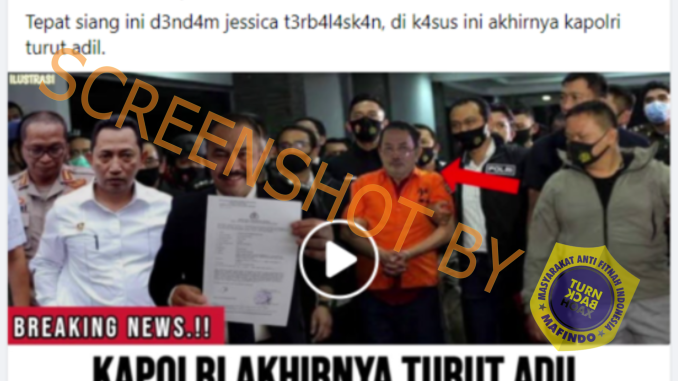 Tepat siang ini d3nd4m jessica t3rb4l4sk4n, di k4sus ini akhirnya kapolri
turut adil.
ILUSTRASI
SCREENSHOT BY
POLRI
MASYARAKAT ANTI FITNAH INDONESIA
TURN
BACK
HOAX
MAFINDO
BREAKING NEWS.!!
KAPOLRI AKHIRNYA TURUT ADIL